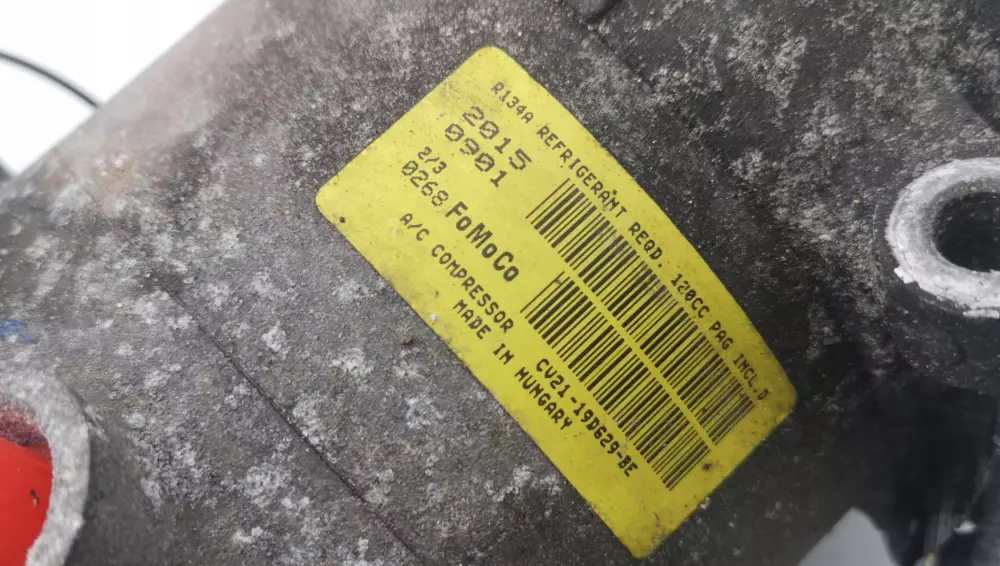 R134A REFRIGERANT REQD. 120CC PAG INCL.D
2015
0901
2/3
0268
FoMoCo
A/C COMPRESSOR CV21-19D629-BE
MADE IN HUNGARY